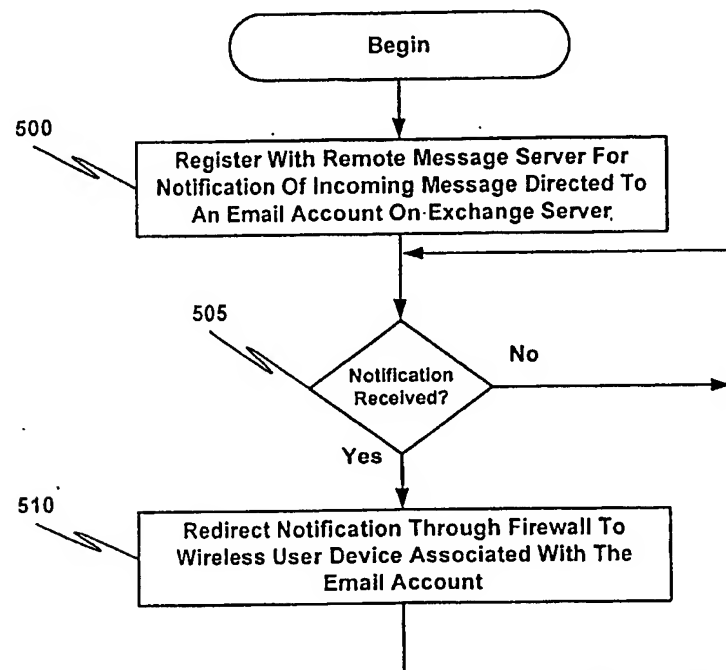 Begin
500
Register With Remote Message Server For
Notification Of Incoming Message Directed To
An Email Account On Exchange Server.
505
No
Notification
Received?
Yes
510
Redirect Notification Through Firewall To
Wireless User Device Associated With The
Email Account